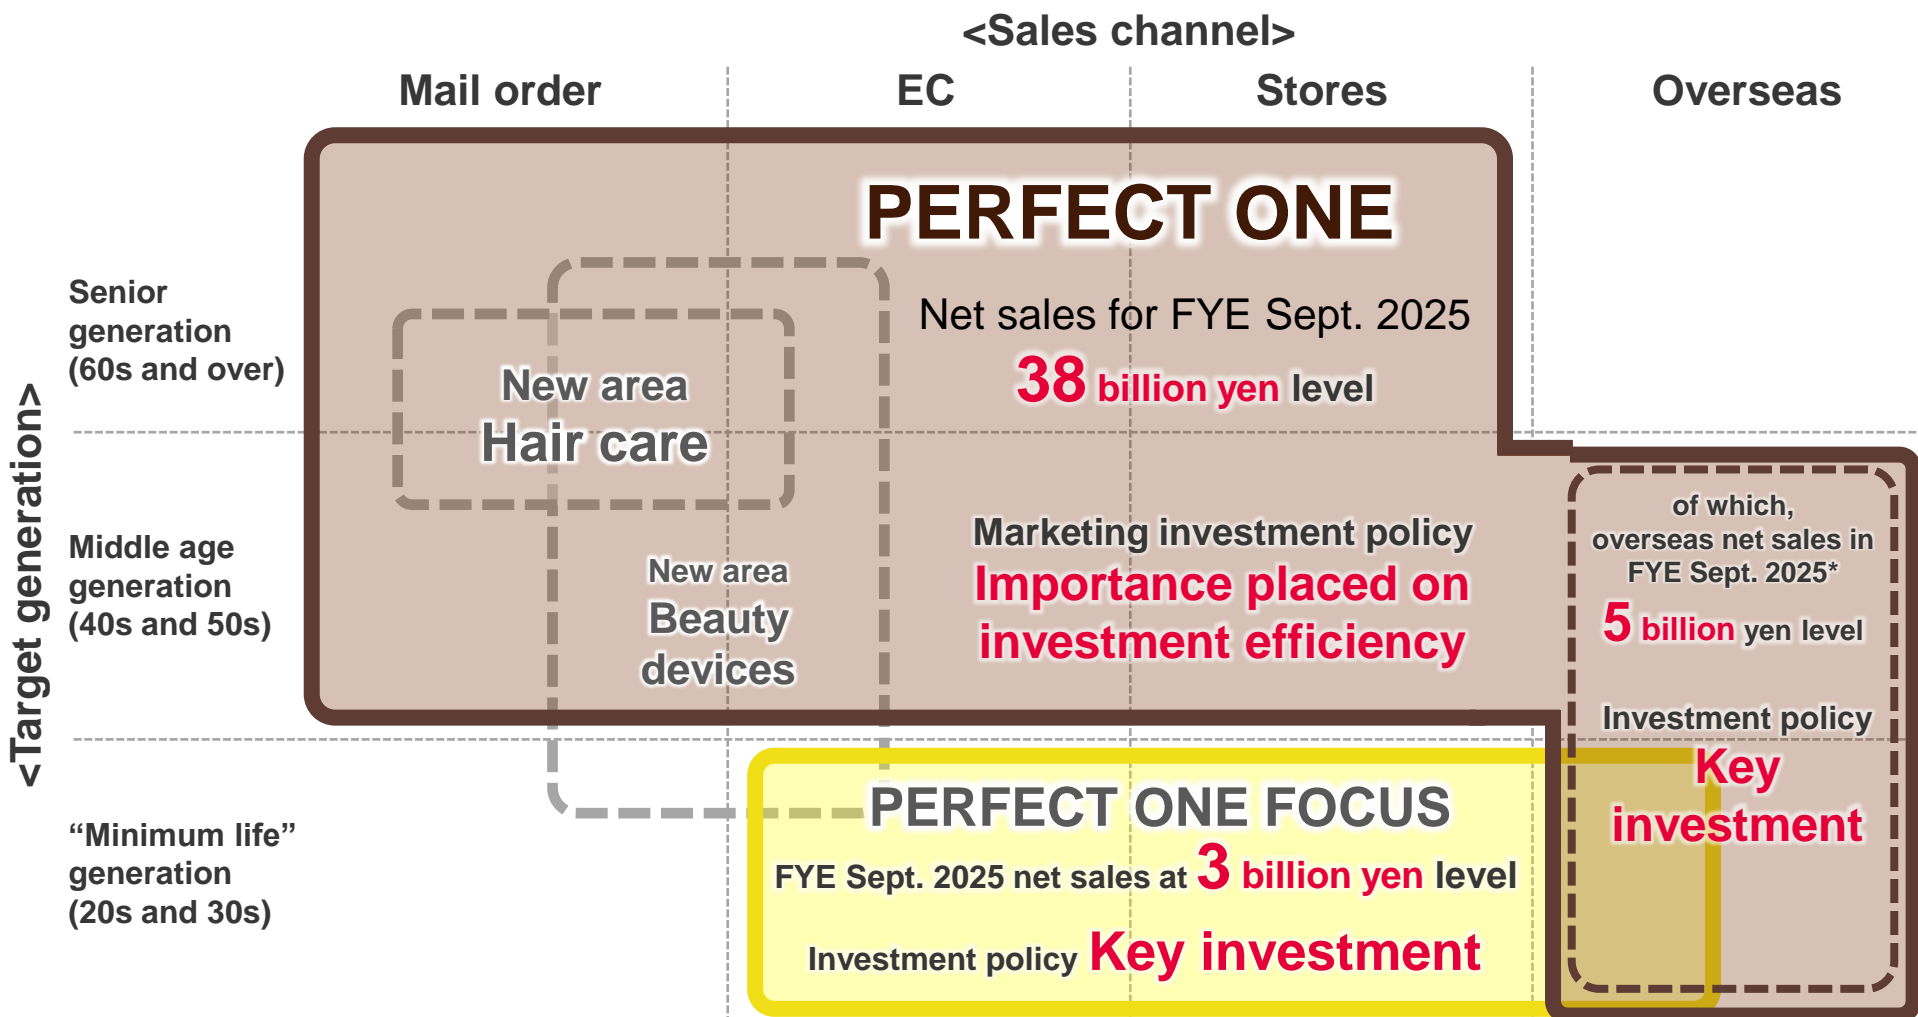 <Sales channel>
Mail order
EC
Stores
Overseas
<Target generation>
Senior
generation
(60s and over)
Middle age
generation
(40s and 50s)
“Minimum life”
generation
(20s and 30s)
PERFECT ONE
Net sales for FYE Sept. 2025
38 billion yen level
New area
Hair care
New area
Beauty
devices
Marketing investment policy
Importance placed on
investment efficiency
of which,
overseas net sales in
FYE Sept. 2025*
5 billion yen level
Investment policy
Key
investment
PERFECT ONE FOCUS
FYE Sept. 2025 net sales at 3 billion yen level
Investment policy Key investment